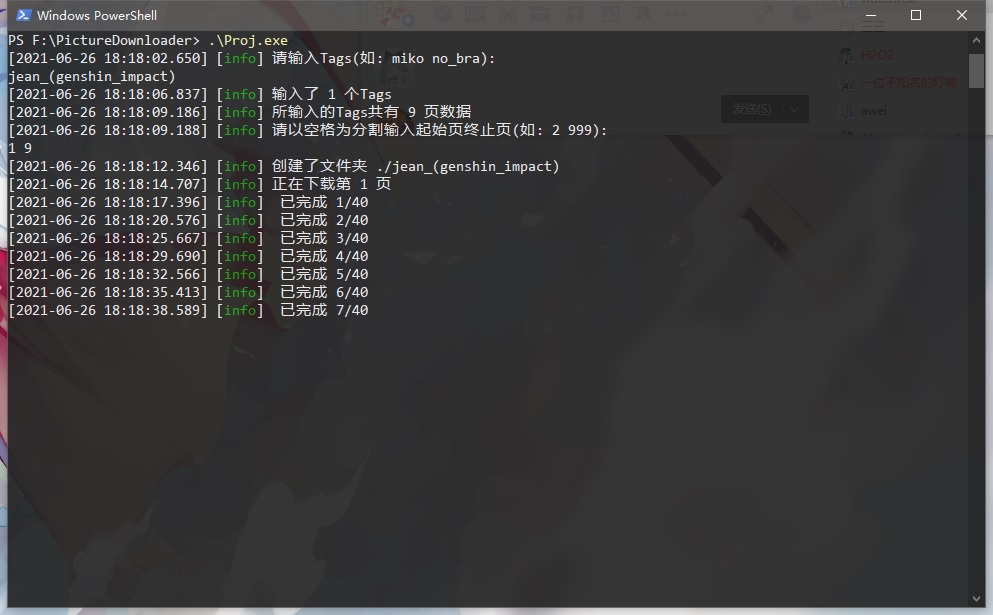 Windows PowerShell
PS F:\PictureDownloader> .\Proj.exe
[2021-06-26 18:18:02.650] [info] 请输入Tags(如: miko no_bra):
jean_(genshin_impact)
[2021-06-26 18:18:06.837] [info] 输入了 1 个Tags
[2021-06-26 18:18:09.186] [info] 所输入的Tags共有 9 页数据
[2021-06-26 18:18:09.188] [info] 请以空格为分割输入起始页终止页(如: 2 999):
1 9
[2021-06-26 18:18:12.346] [info] 创建了文件夹 ./jean_(genshin_impact)
[2021-06-26 18:18:14.707] [info] 正在下载第 1 页
[2021-06-26 18:18:17.396] [info]  已完成 1/40
[2021-06-26 18:18:20.576] [info]  已完成 2/40
[2021-06-26 18:18:25.667] [info]  已完成 3/40
[2021-06-26 18:18:29.690] [info]  已完成 4/40
[2021-06-26 18:18:32.566] [info]  已完成 5/40
[2021-06-26 18:18:35.413] [info]  已完成 6/40
[2021-06-26 18:18:38.589] [info]  已完成 7/40
H2O2
一位不知名的灯神
发送(S)
awei